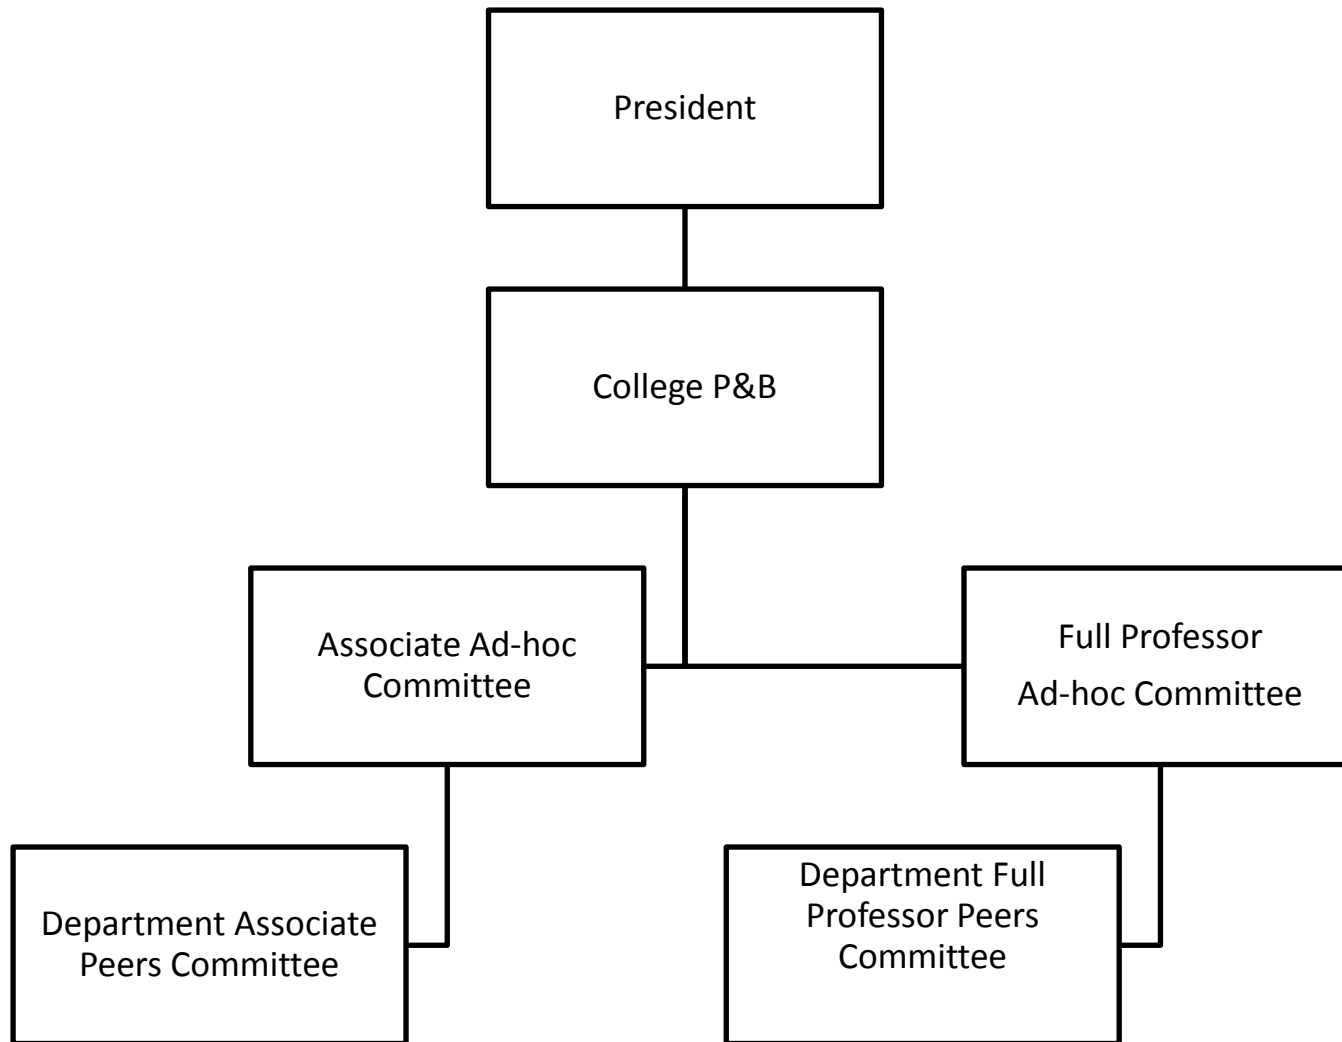 President
College P&B
Associate Ad-hoc
Committee
Full Professor
Ad-hoc Committee
Department Associate
Peers Committee
Department Full
Professor Peers
Committee